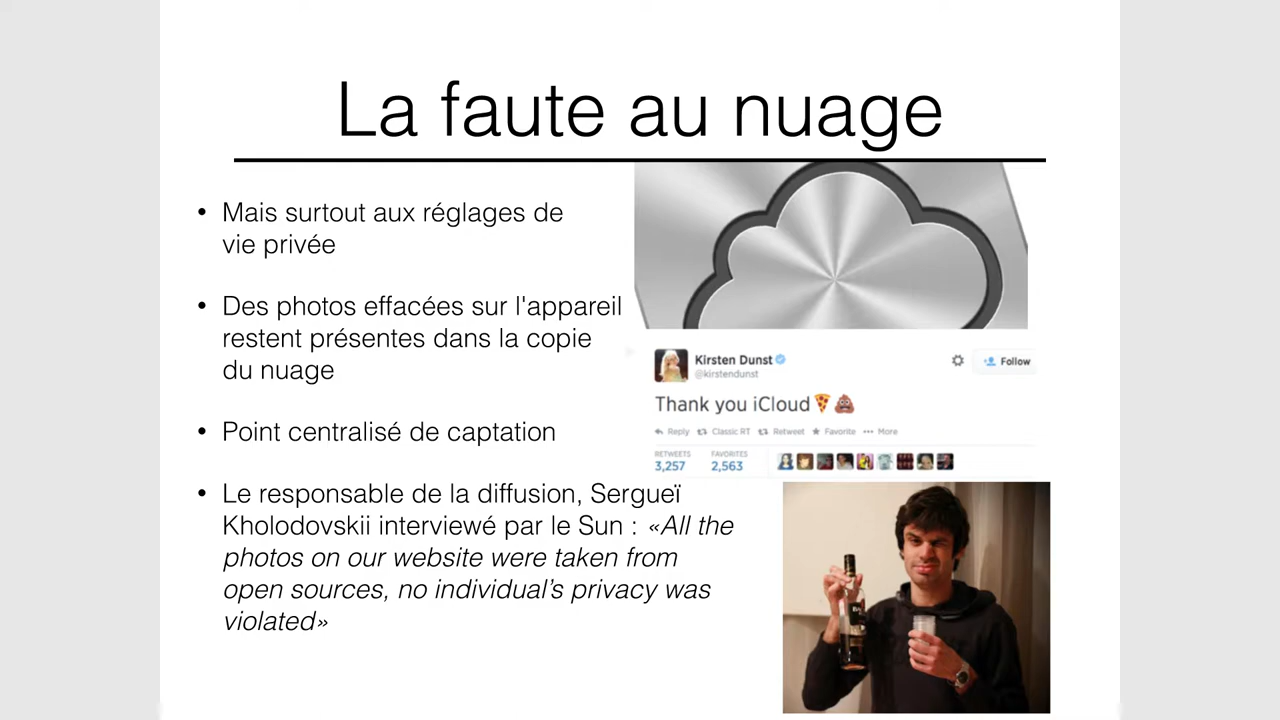 La faute au nuage
• Mais surtout aux réglages de
vie privée
• Des photos effacées sur l'appareil
restent présentes dans la copie
du nuage
• Point centralisé de captation
• Le responsable de la diffusion, Sergueï
Kholodovskii interviewé par le Sun : «All the
photos on our website were taken from
open sources, no individual’s privacy was
violated»
Kirsten Dunst
@kirstendunst
Follow
Thank you iCloud🍕💩
Reply Classic RT Retweet Favorite More
RETWEETS FAVORITES
3,257 2,563